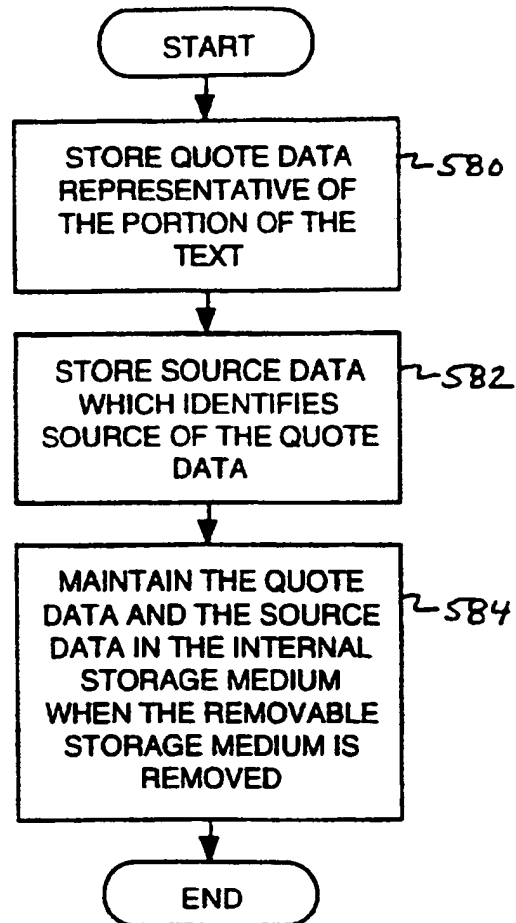 START
STORE QUOTE DATA
REPRESENTATIVE OF
THE PORTION OF THE
TEXT
580
STORE SOURCE DATA
WHICH IDENTIFIES
SOURCE OF THE QUOTE
DATA
582
MAINTAIN THE QUOTE
DATA AND THE SOURCE
DATA IN THE INTERNAL
STORAGE MEDIUM
WHEN THE REMOVABLE
STORAGE MEDIUM IS
REMOVED
584
END